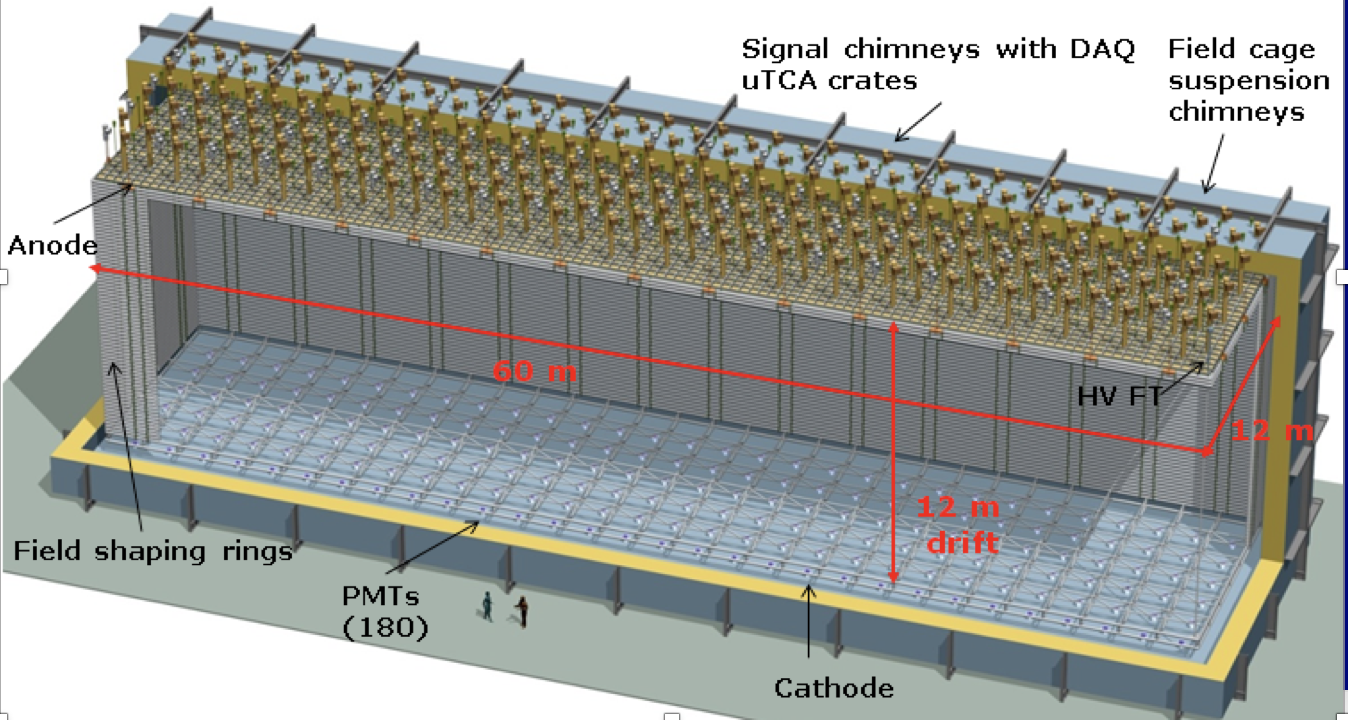 Signal chimneys with DAQ
uTCA crates
Field cage
suspension
chimneys
Anode
60 m
HV FT
12 m
12 m
drift
Field shaping rings
PMTs
(180)
Cathode